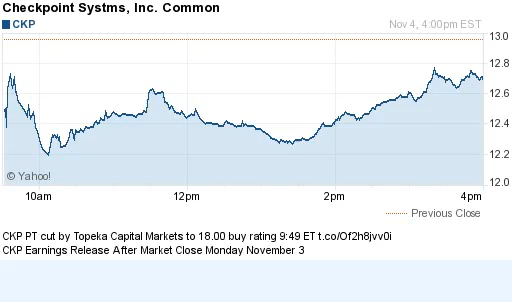 Checkpoint Systms, Inc. Common
CKP
Nov 4, 4:00pm EST
13.0
12.8
12.6
12.4
12.2
12.0
© Yahoo!
10am 12pm 2pm 4pm
Previous Close
CKP PT cut by Topeka Capital Markets to 18.00 buy rating 9:49 ET t.co/Of2h8jvv0i
CKP Earnings Release After Market Close Monday November 3